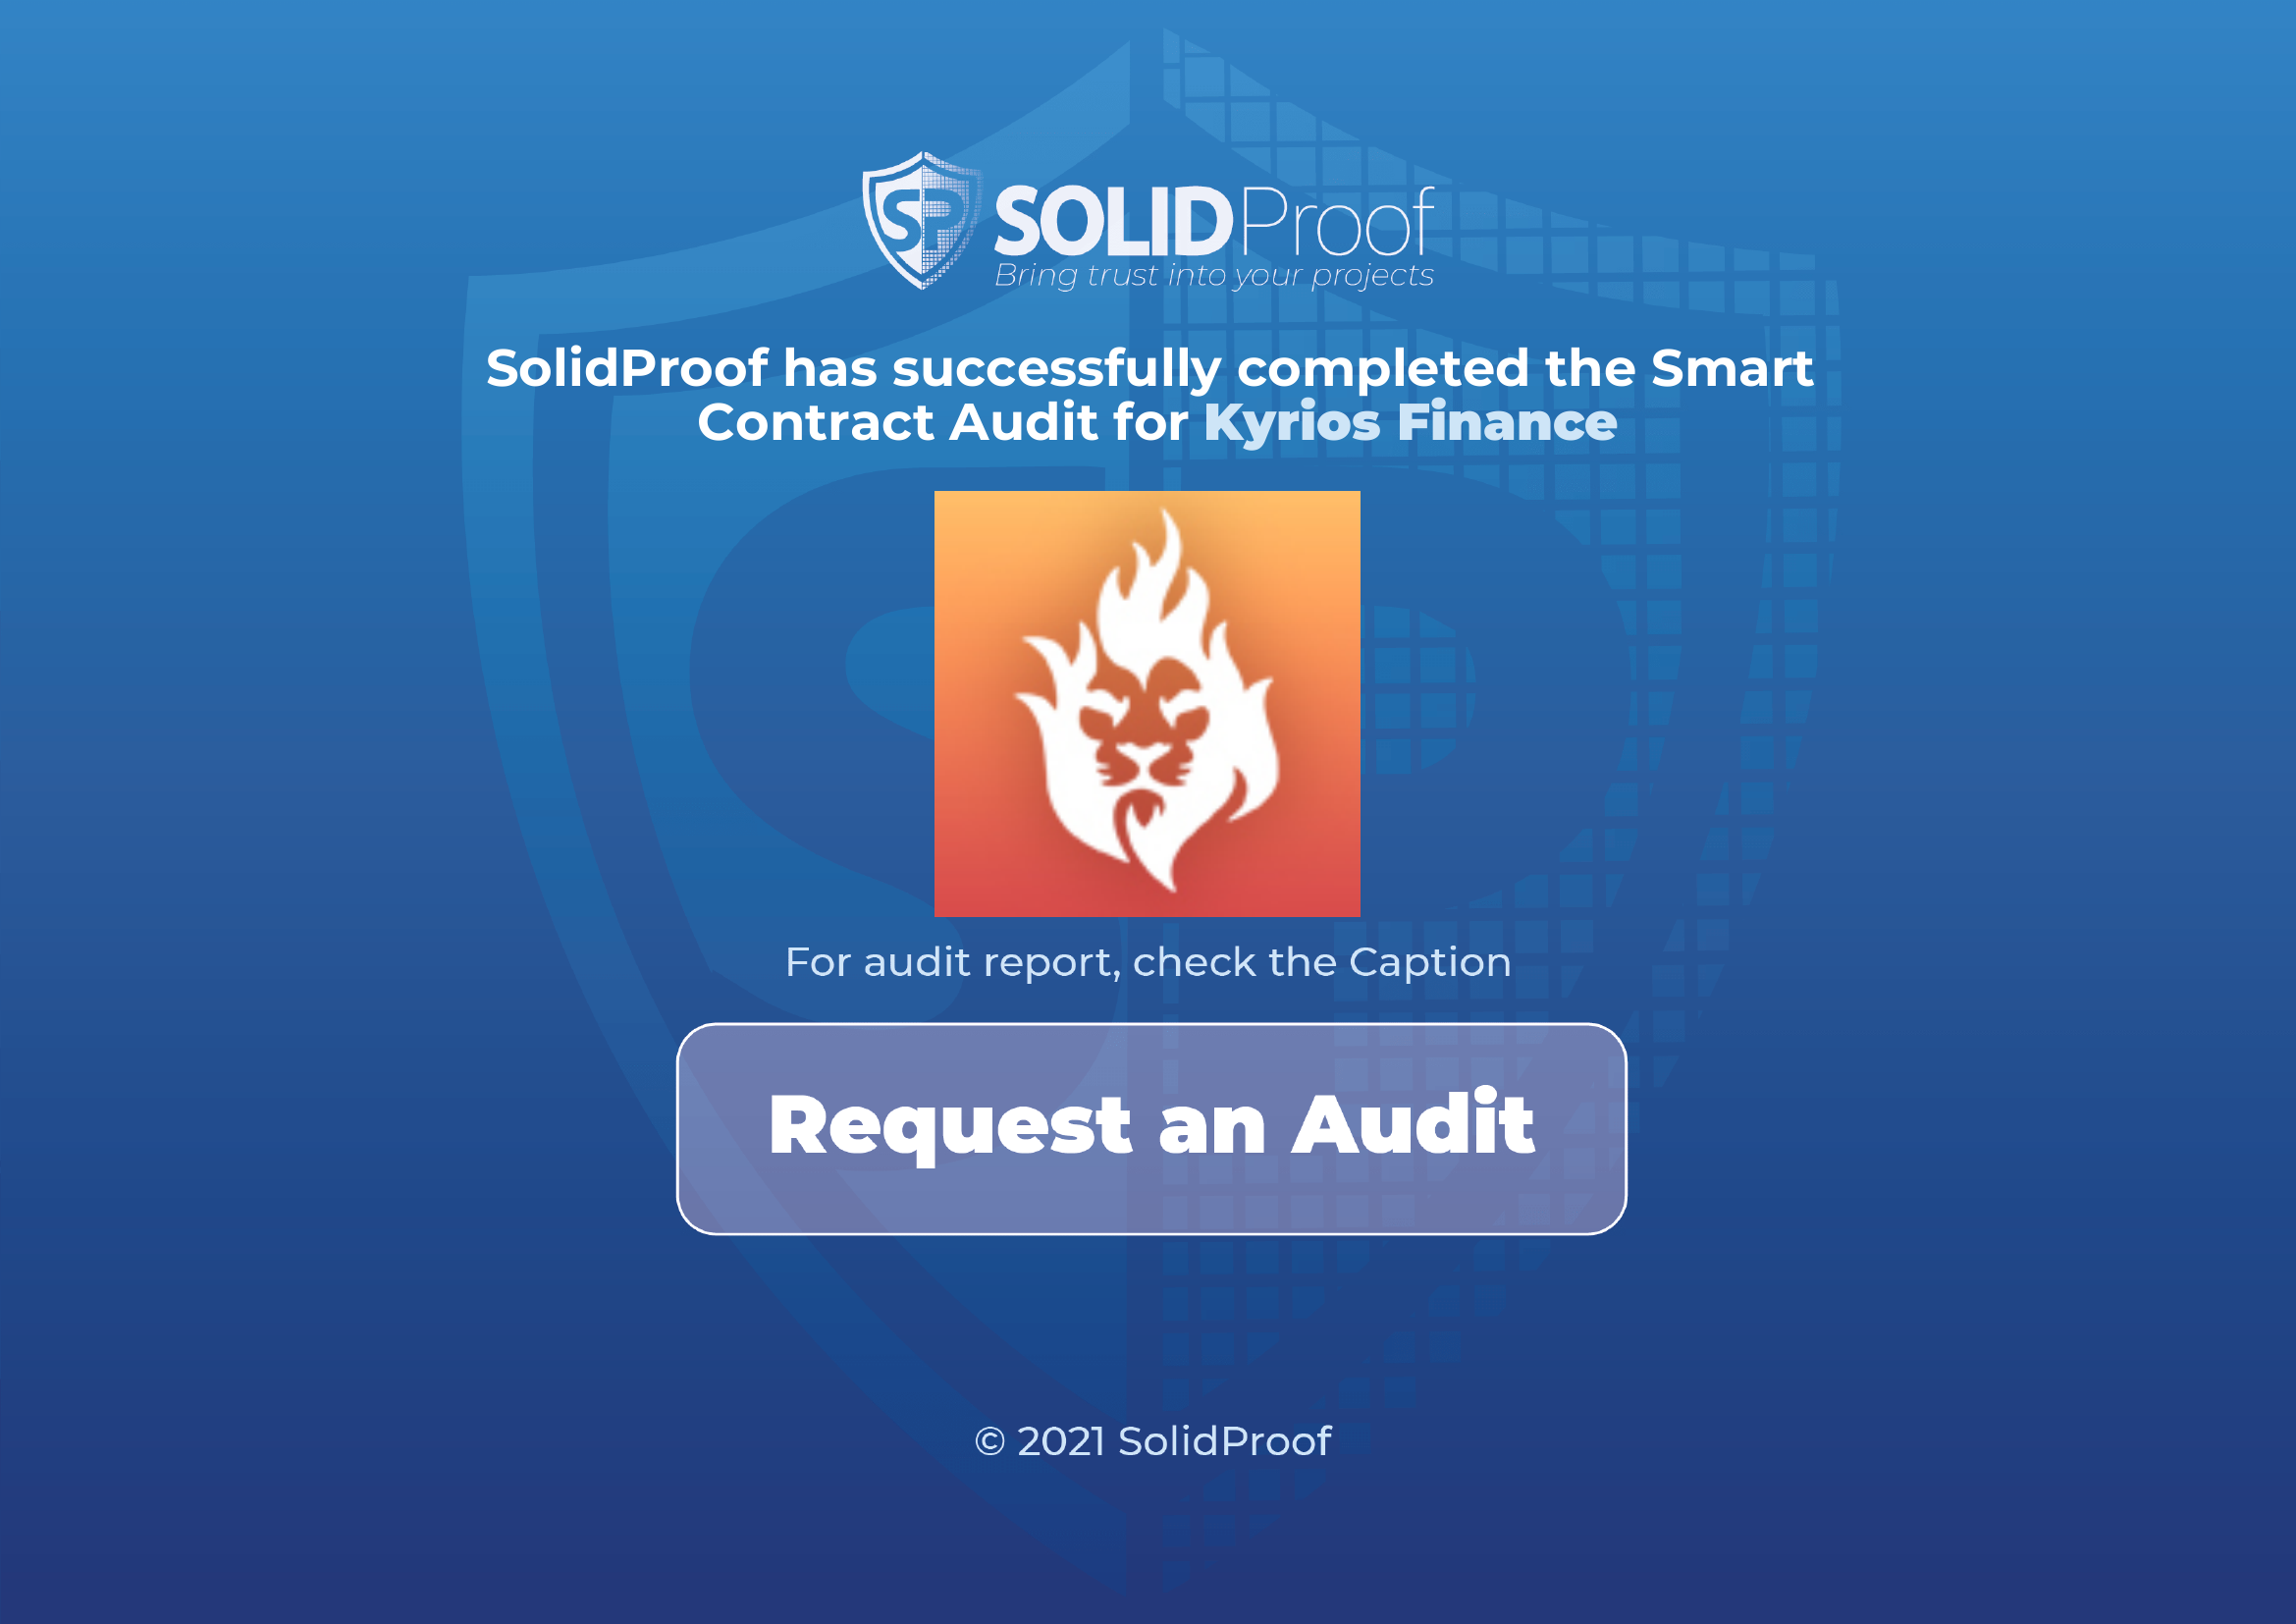 SP SOLIDProof
Bring trust into your projects
SolidProof has successfully completed the Smart
Contract Audit for Kyrios Finance
For audit report, check the Caption
Request an Audit
© 2021 SolidProof